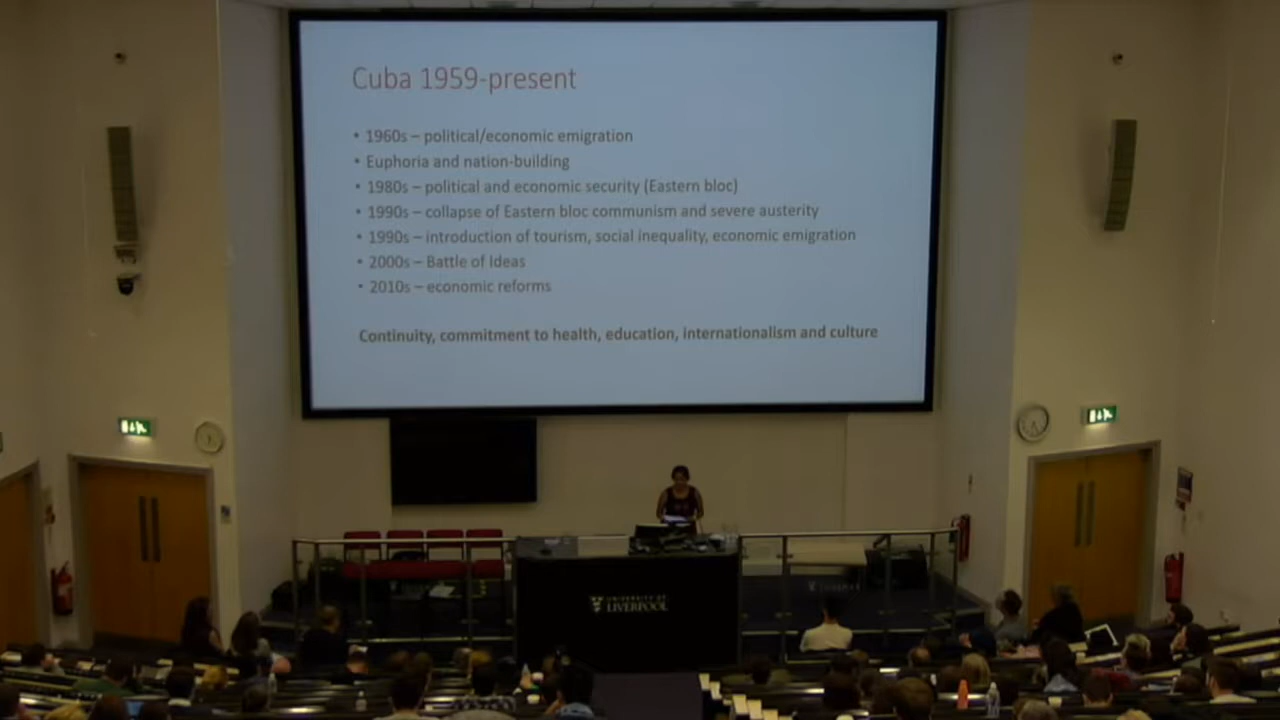 Cuba 1959-present
• 1960s – political/economic emigration
• Euphoria and nation-building
• 1980s – political and economic security (Eastern bloc)
• 1990s – collapse of Eastern bloc communism and severe austerity
• 1990s – introduction of tourism, social inequality, economic emigration
• 2000s – Battle of Ideas
• 2010s – economic reforms
Continuity, commitment to health, education, internationalism and culture
UNIVERSITY OF
LIVERPOOL